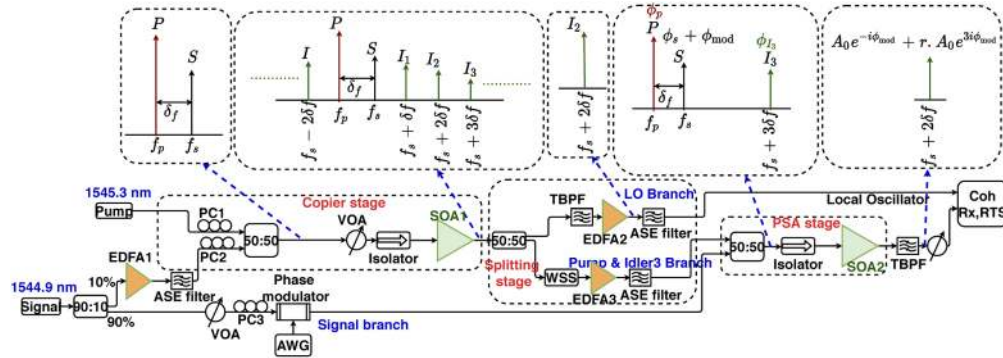 P
S
δf
fp
fs
I
P
S
I1
I2
I3
δf
fs − 2δf
fp
fs
fs + δf
fs + 2δf
fs + 3δf
I2
fs + 2δf
ϕp
P
ϕs + ϕmod
S
ϕI3
I3
δf
fp
fs
fs + 3δf
A0e^{-iϕmod} + r. A0e^{3iϕmod}
fs + 2δf
1545.3 nm
Pump
PC1
PC2
50:50
Copier stage
VOA
Isolator
SOA1
50:50
Splitting
stage
TBPF
EDFA2
LO Branch
ASE filter
WSS
EDFA3
Pump & Idler3 Branch
ASE filter
Local Oscillator
Coh
Rx,RTS
50:50
PSA stage
Isolator
SOA2
TBPF
1544.9 nm
Signal
90:10
10%
90%
EDFA1
ASE filter
VOA
PC3
Phase
modulator
AWG
Signal branch